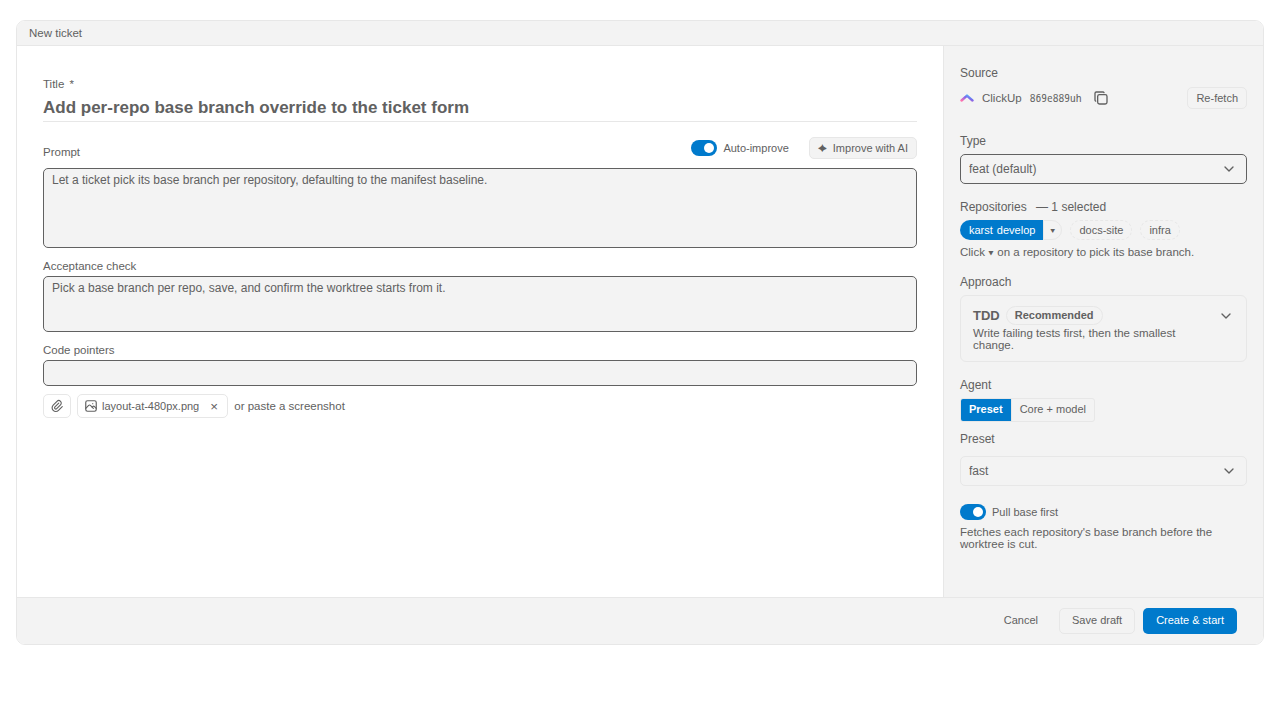 New ticket
Title *
Add per-repo base branch override to the ticket form
Prompt
Auto-improve
Improve with AI
Let a ticket pick its base branch per repository, defaulting to the manifest baseline.
Acceptance check
Pick a base branch per repo, save, and confirm the worktree starts from it.
Code pointers
layout-at-480px.png ×
or paste a screenshot
Source
ClickUp 869e889uh
Re-fetch
Type
feat (default)
Repositories — 1 selected
karst develop ▾ docs-site infra
Click ▾ on a repository to pick its base branch.
Approach
TDD Recommended
Write failing tests first, then the smallest
change.
Agent
Preset Core + model
Preset
fast
Pull base first
Fetches each repository's base branch before the
worktree is cut.
Cancel Save draft Create & start